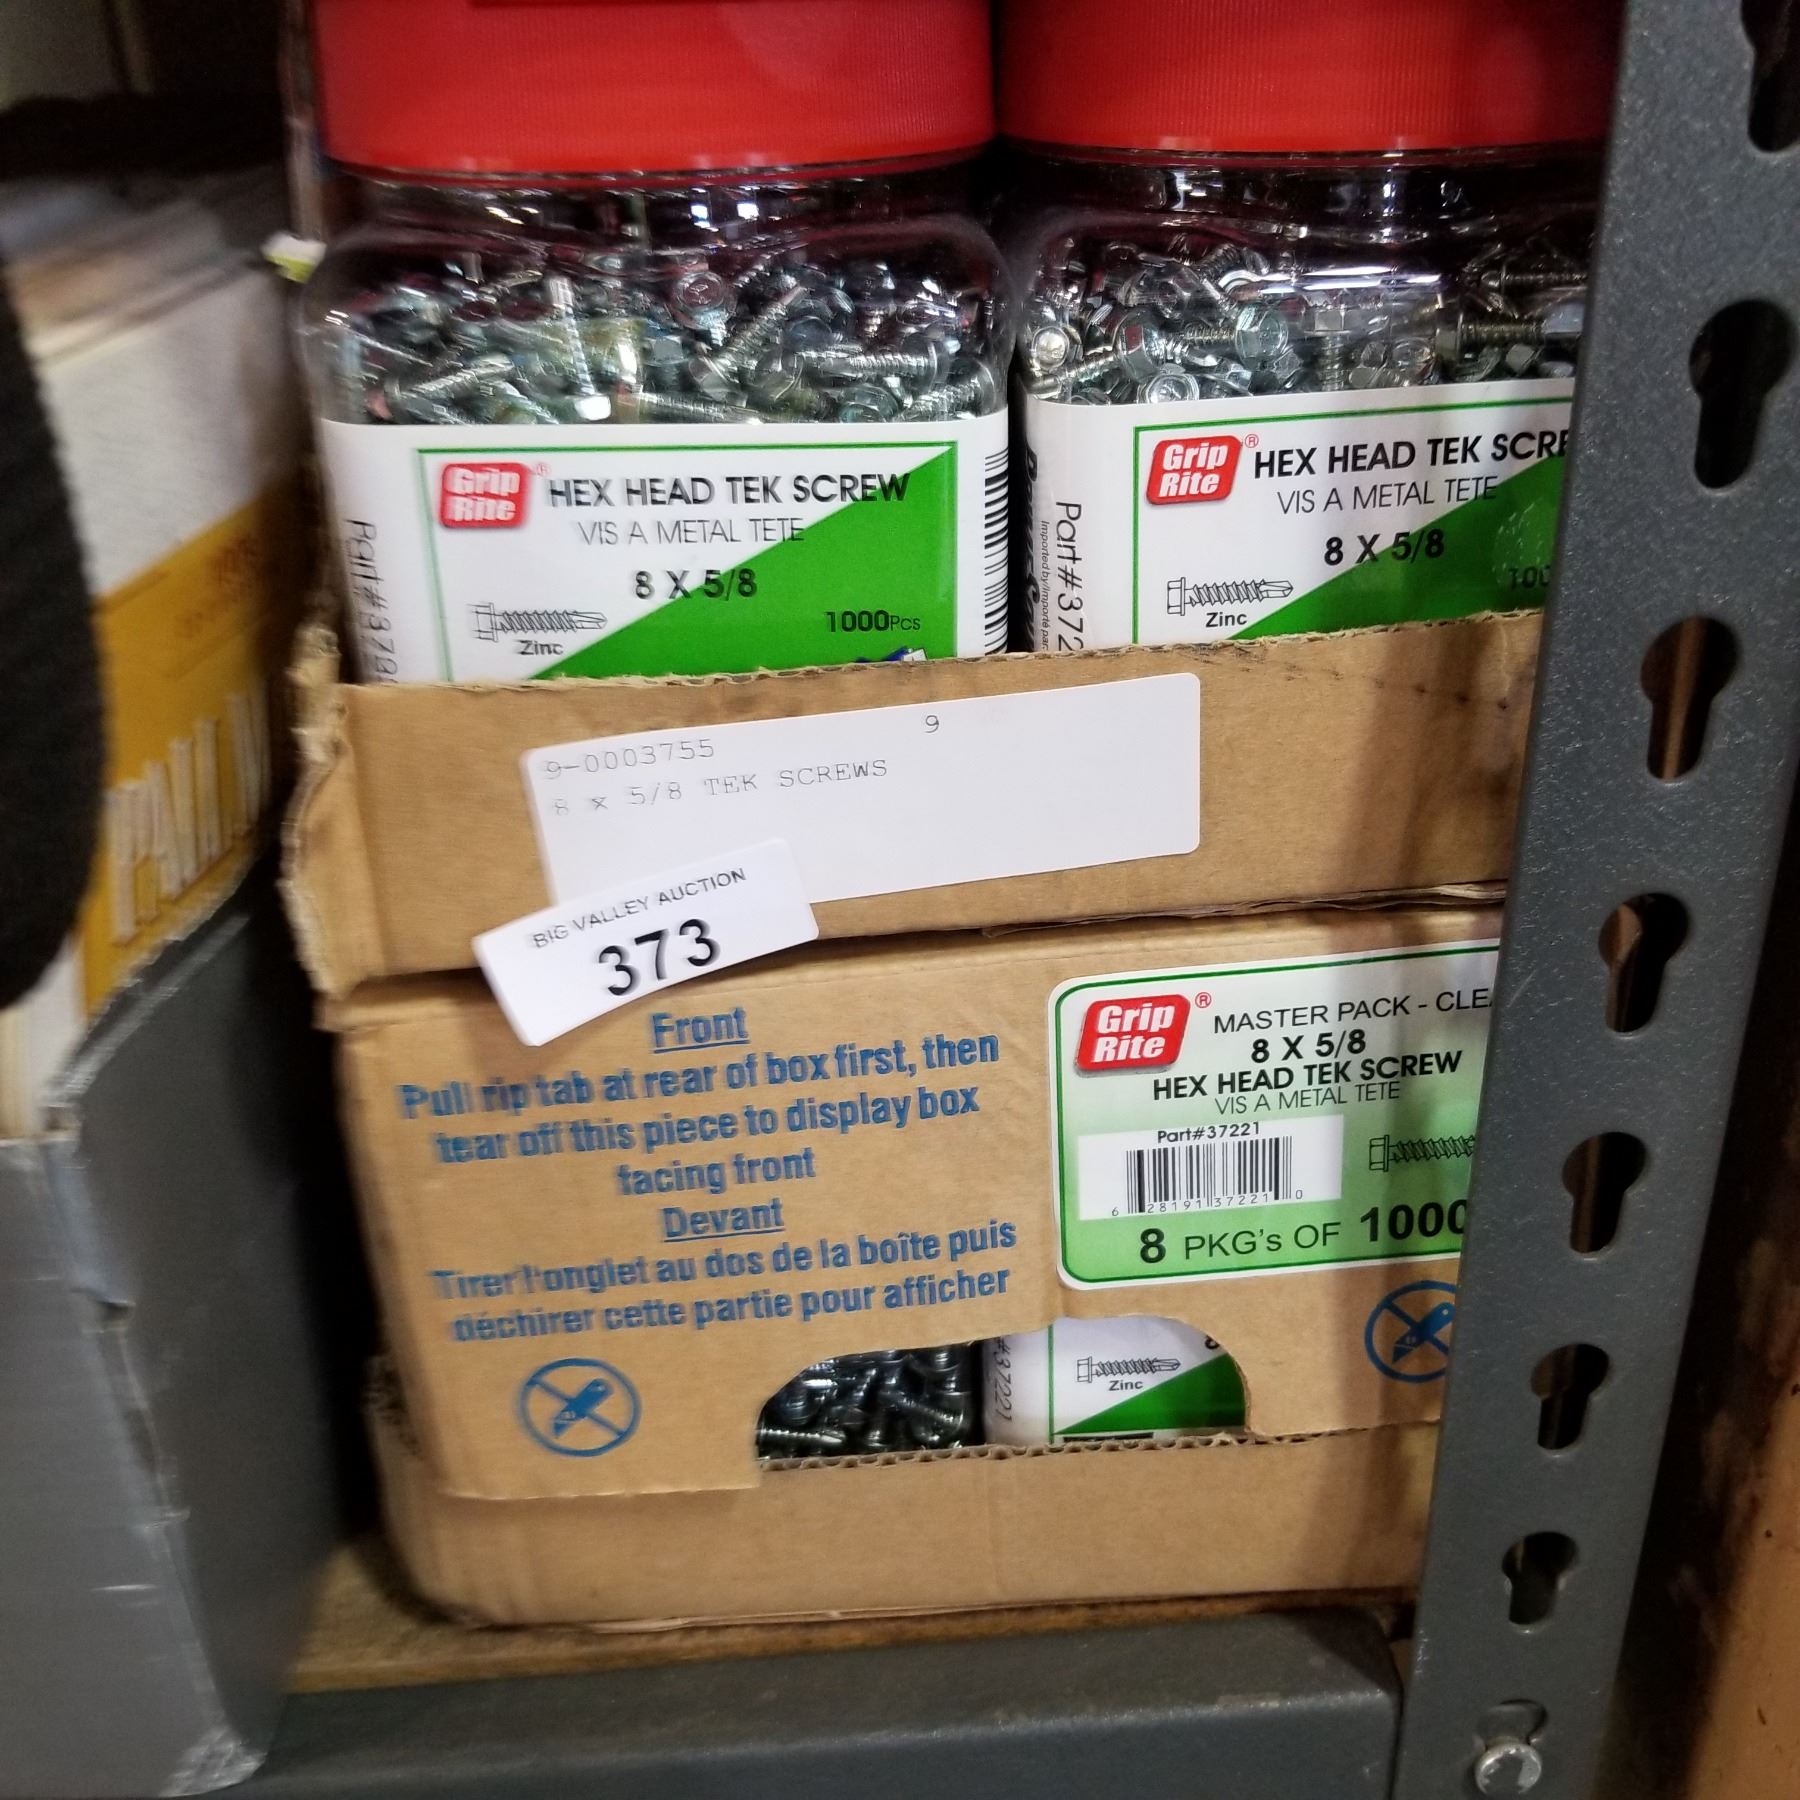 Grip
Rite®
HEX HEAD TEK SCREW
VIS A METAL TETE
8 X 5/8
Zinc
1000Pcs
Grip
Rite®
HEX HEAD TEK SCRE
VIS A METAL TETE
8 X 5/8
Zinc
100
Part#372
9
9-0003755
8 x 5/8 TEK SCREWS
BIG VALLEY AUCTION
373
Front
Pull rip tab at rear of box first, then
tear off this piece to display box
facing front
Devant
Tirer l'onglet au dos de la boîte puis
déchirer cette partie pour afficher
Grip
Rite®
MASTER PACK - CLEA
8 X 5/8
HEX HEAD TEK SCREW
VIS A METAL TETE
Part#37221
6 28191 37221 0
8 PKG's OF 1000
#37221
Zinc